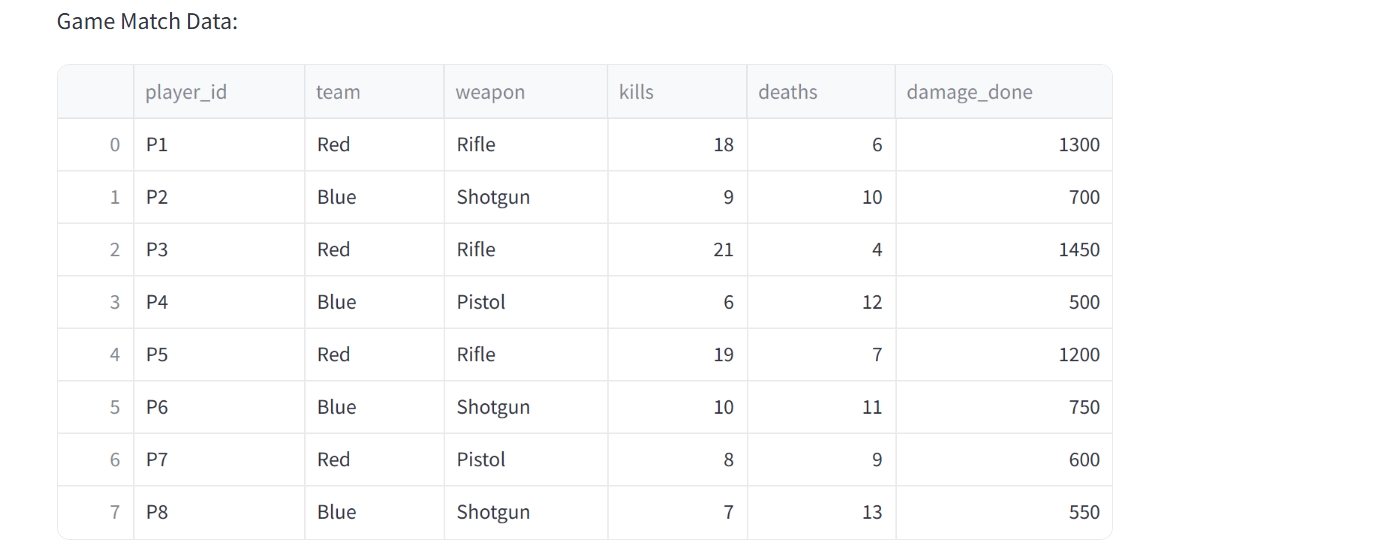 Game Match Data:
player_id team weapon kills deaths damage_done
0 P1 Red Rifle 18 6 1300
1 P2 Blue Shotgun 9 10 700
2 P3 Red Rifle 21 4 1450
3 P4 Blue Pistol 6 12 500
4 P5 Red Rifle 19 7 1200
5 P6 Blue Shotgun 10 11 750
6 P7 Red Pistol 8 9 600
7 P8 Blue Shotgun 7 13 550